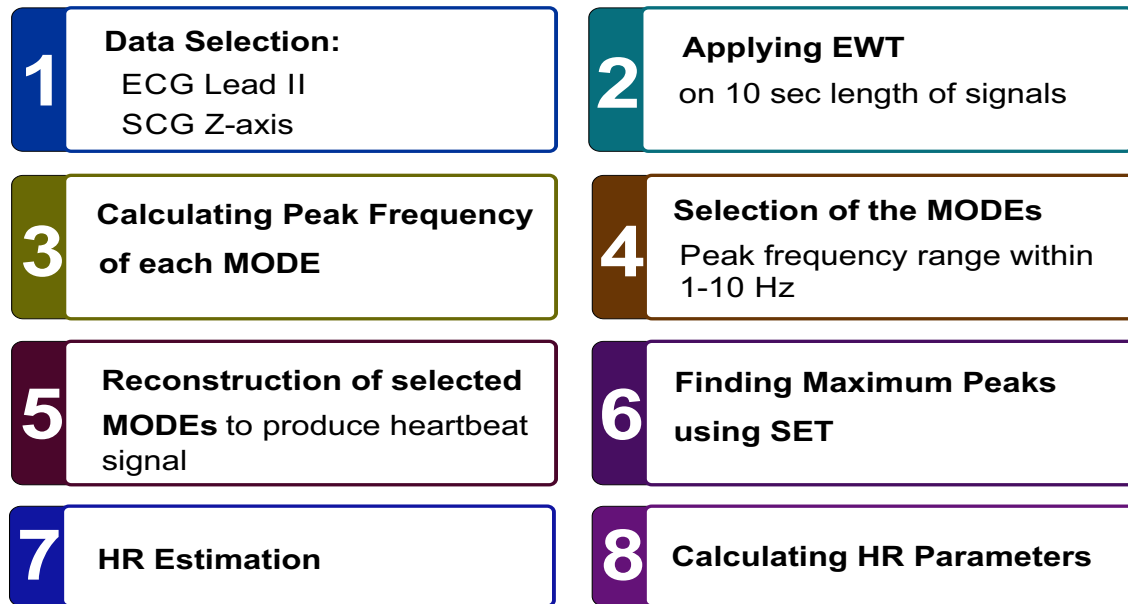 1
Data Selection:
ECG Lead II
SCG Z-axis
2
Applying EWT
on 10 sec length of signals
3
Calculating Peak Frequency
of each MODE
4
Selection of the MODEs
Peak frequency range within
1-10 Hz
5
Reconstruction of selected
MODEs to produce heartbeat
signal
6
Finding Maximum Peaks
using SET
7
HR Estimation
8
Calculating HR Parameters